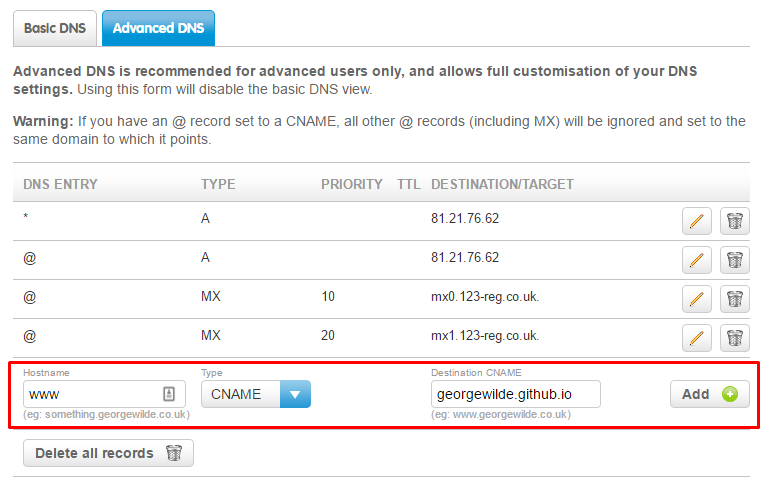 Basic DNS Advanced DNS
Advanced DNS is recommended for advanced users only, and allows full customisation of your DNS
settings. Using this form will disable the basic DNS view.
Warning: If you have an @ record set to a CNAME, all other @ records (including MX) will be ignored and set to the
same domain to which it points.
DNS ENTRY TYPE PRIORITY TTL DESTINATION/TARGET
* A 81.21.76.62
@ A 81.21.76.62
@ MX 10 mx0.123-reg.co.uk.
@ MX 20 mx1.123-reg.co.uk.
Hostname Type Destination CNAME
www CNAME georgewilde.github.io Add
(eg: something.georgewilde.co.uk) (eg: www.georgewilde.co.uk)
Delete all records